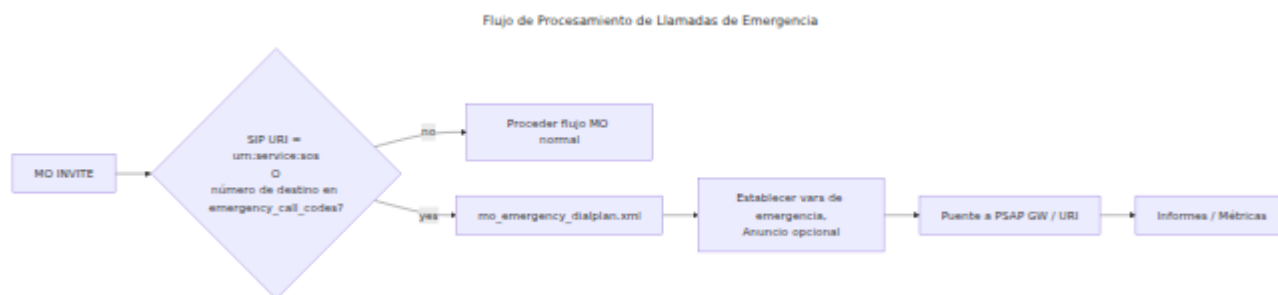 Flujo de Procesamiento de Llamadas de Emergencia
MO INVITE
SIP URI =
urn:service:sos
O
número de destino en
emergency_call_codes?
no
Proceder flujo MO
normal
yes
mo_emergency_dialplan.xml
Establecer vars de
emergencia.
Anuncio opcional
Puente a PSAP GW / URI
Informes / Métricas